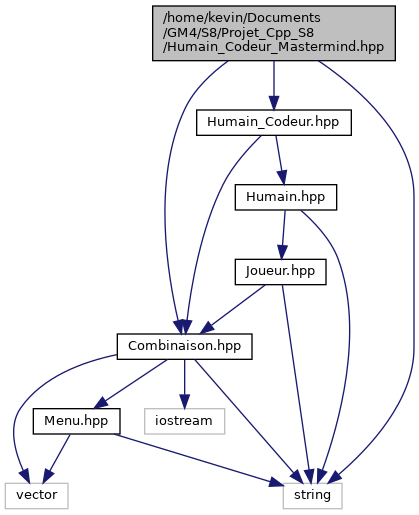 /home/kevin/Documents
/GM4/S8/Projet_Cpp_S8
/Humain_Codeur_Mastermind.hpp
Humain_Codeur.hpp
Humain.hpp
Joueur.hpp
Combinaison.hpp
Menu.hpp
iostream
vector
string